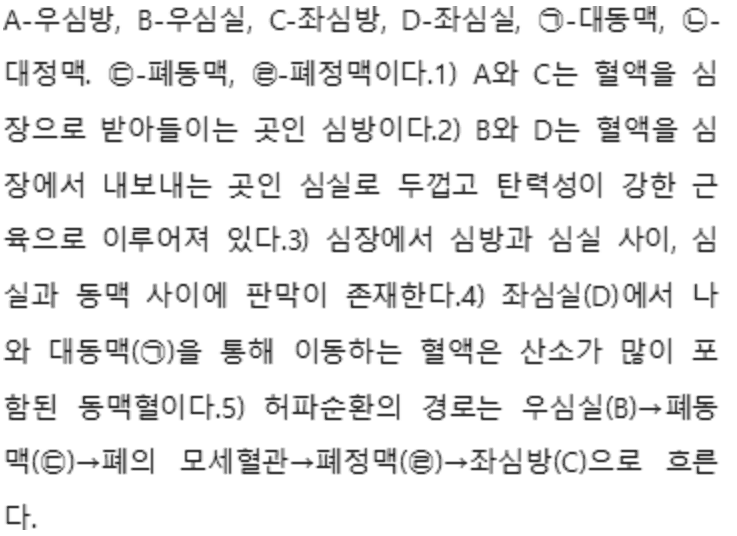 A-우심방, B-우심실, C-좌심방, D-좌심실, ㉠-대동맥, ㉡-
대정맥. ㉢-폐동맥, ㉣-폐정맥이다.1) A와 C는 혈액을 심
장으로 받아들이는 곳인 심방이다.2) B와 D는 혈액을 심
장에서 내보내는 곳인 심실로 두껍고 탄력성이 강한 근
육으로 이루어져 있다.3) 심장에서 심방과 심실 사이, 심
실과 동맥 사이에 판막이 존재한다.4) 좌심실(D)에서 나
와 대동맥(㉠)을 통해 이동하는 혈액은 산소가 많이 포
함된 동맥혈이다.5) 허파순환의 경로는 우심실(B)→폐동
맥(㉢)→폐의 모세혈관→폐정맥(㉣)→좌심방(C)으로 흐른
다.